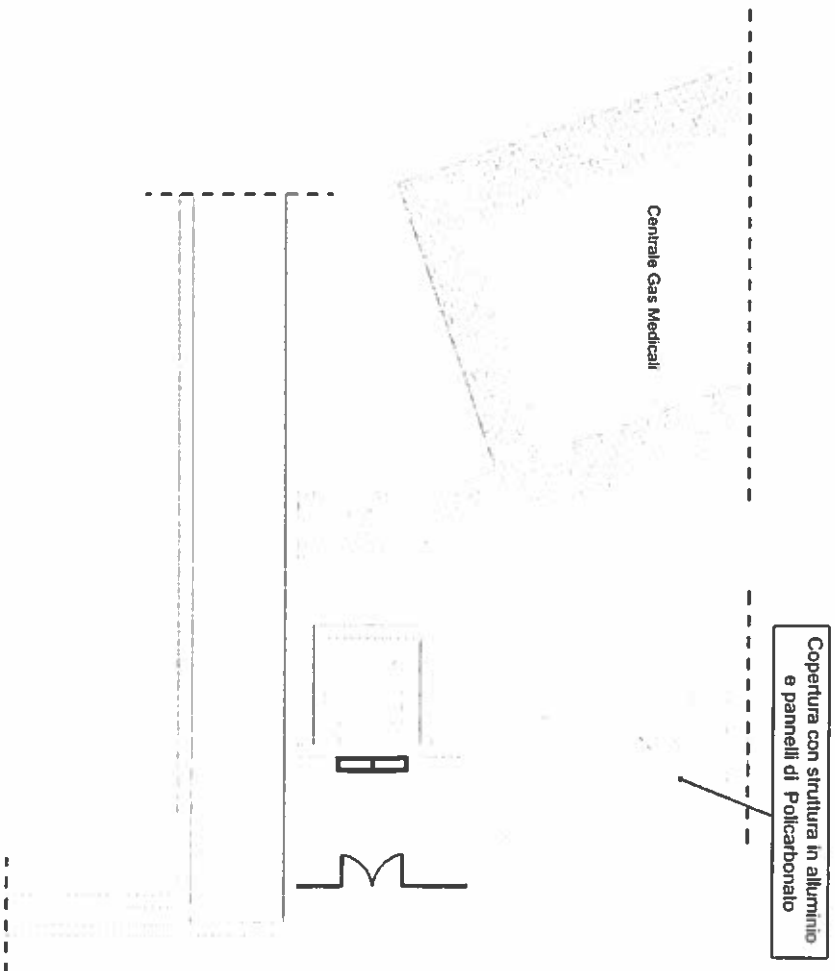 Centrale Gas Medicali
Copertura con struttura in alluminio
e pannelli di Policarbonato